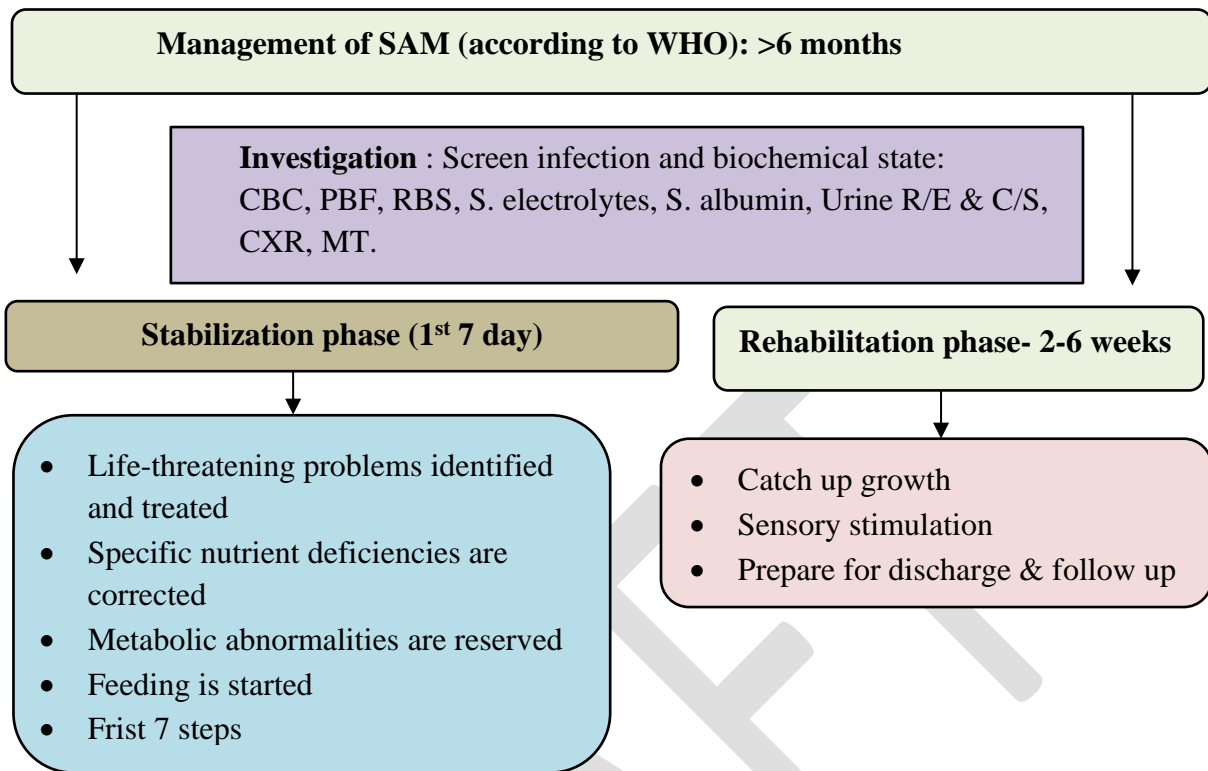 Management of SAM (according to WHO): >6 months
Investigation : Screen infection and biochemical state:
CBC, PBF, RBS, S. electrolytes, S. albumin, Urine R/E & C/S,
CXR, MT.
Stabilization phase (1st 7 day)
• Life-threatening problems identified
and treated
• Specific nutrient deficiencies are
corrected
• Metabolic abnormalities are reserved
• Feeding is started
• Frist 7 steps
Rehabilitation phase- 2-6 weeks
• Catch up growth
• Sensory stimulation
• Prepare for discharge & follow up